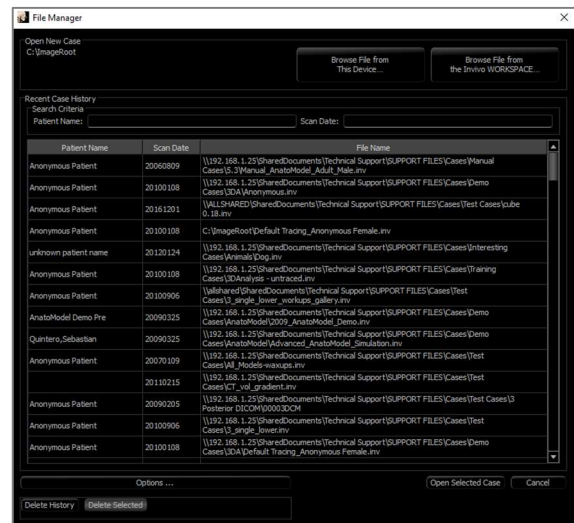 File Manager
Open New Case
C:\ImageRoot
Browse File from
This Device...
Browse File from
the Invivo WORKSPACE...
Recent Case History
Search Criteria
Patient Name:
Scan Date:
Patient Name Scan Date File Name
Anonymous Patient 20060809 \\192.168.1.25\SharedDocuments\Technical Support\SUPPORT FILES\Cases\Manual
Cases\5.3\Manual_AnatoModel_Adult_Male.inv
Anonymous Patient 20100108 \\192.168.1.25\SharedDocuments\Technical Support\SUPPORT FILES\Cases\Demo
Cases\3DA\Anonymous.inv
Anonymous Patient 20161201 \\ALLSHARED\SharedDocuments\Technical Support\SUPPORT FILES\Cases\Test Cases\cube
0.18.inv
Anonymous Patient 20100108 C:\ImageRoot\Default Tracing_Anonymous Female.inv
unknown patient name 20120124 \\192.168.1.25\SharedDocuments\Technical Support\SUPPORT FILES\Cases\Interesting
Cases\Animals\Dog.inv
Anonymous Patient 20100108 \\192.168.1.25\SharedDocuments\Technical Support\SUPPORT FILES\Cases\Training
Cases\3DAnalysis - untraced.inv
Anonymous Patient 20100906 \\allshared\SharedDocuments\Technical Support\SUPPORT FILES\Cases\Test
Cases\3_single_lower_workups_gallery.inv
AnatoModel Demo Pre 20090325 \\192.168.1.25\SharedDocuments\Technical Support\SUPPORT FILES\Cases\Demo
Cases\AnatoModel\2009_AnatoModel_Demo.inv
Quintero,Sebastian 20090325 \\192.168.1.25\SharedDocuments\Technical Support\SUPPORT FILES\Cases\Demo
Cases\AnatoModel\Advanced_AnatoModel_Simulation.inv
Anonymous Patient 20070109 \\192.168.1.25\SharedDocuments\Technical Support\SUPPORT FILES\Cases\Test
Cases\All_Models-waxups.inv
20110215 \\192.168.1.25\SharedDocuments\Technical Support\SUPPORT FILES\Cases\Test
Cases\CT_vol_gradient.inv
Anonymous Patient 20090205 \\192.168.1.25\SharedDocuments\Technical Support\SUPPORT FILES\Cases\Test Cases\3
Posterior DICOM\00003DCM
Anonymous Patient 20100906 \\192.168.1.25\SharedDocuments\Technical Support\SUPPORT FILES\Cases\Test
Cases\3_single_lower.inv
Anonymous Patient 20100108 \\192.168.1.25\SharedDocuments\Technical Support\SUPPORT FILES\Cases\Demo
Cases\3DA\Default Tracing_Anonymous Female.inv
Options ...
Open Selected Case
Cancel
Delete History
Delete Selected